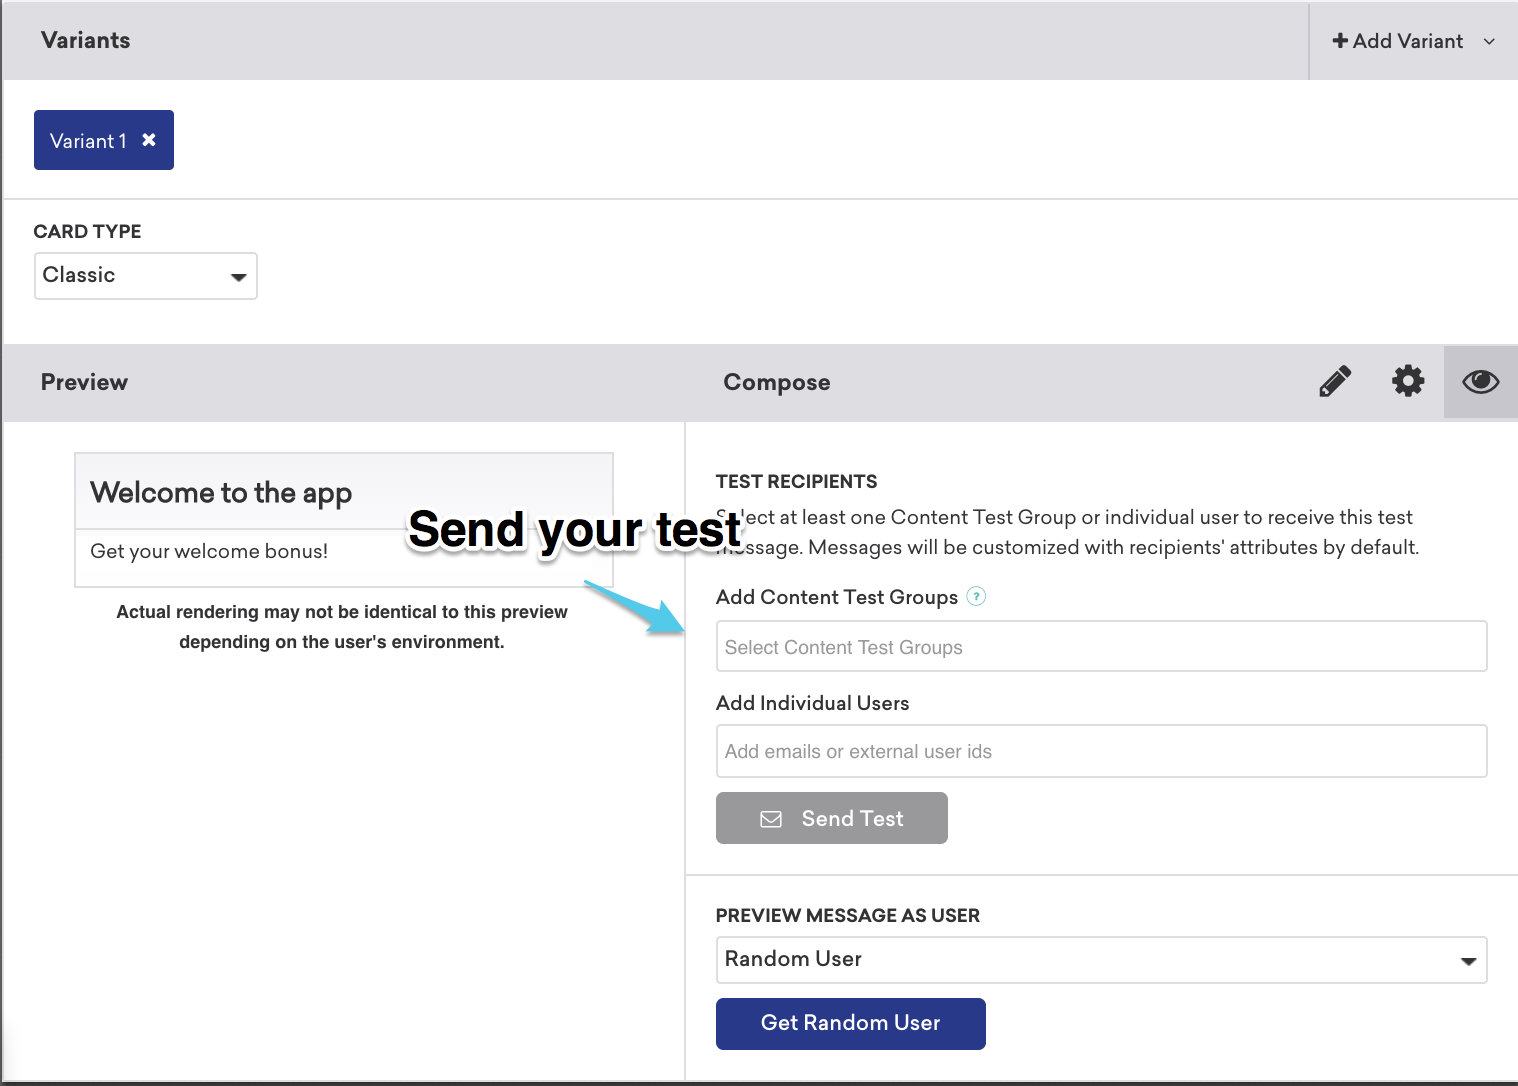 Variants
Add Variant
Variant 1
CARD TYPE
Classic
Preview
Compose
Welcome to the app
Get your welcome bonus!
Actual rendering may not be identical to this preview
depending on the user's environment.
Send your test
TEST RECIPIENTS
Select at least one Content Test Group or individual user to receive this test
message. Messages will be customized with recipients' attributes by default.
Add Content Test Groups ?
Select Content Test Groups
Add Individual Users
Add emails or external user ids
Send Test
PREVIEW MESSAGE AS USER
Random User
Get Random User